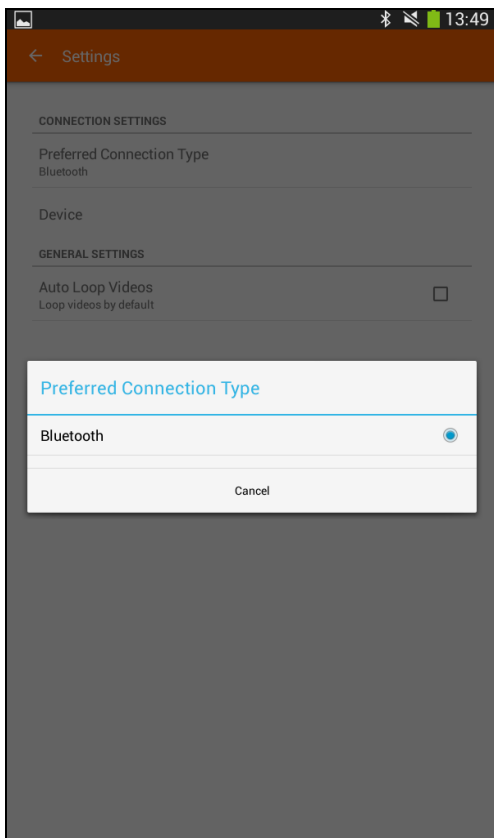 13:49
Settings
CONNECTION SETTINGS
Preferred Connection Type
Bluetooth
Device
GENERAL SETTINGS
Auto Loop Videos
Loop videos by default
Preferred Connection Type
Bluetooth
Cancel